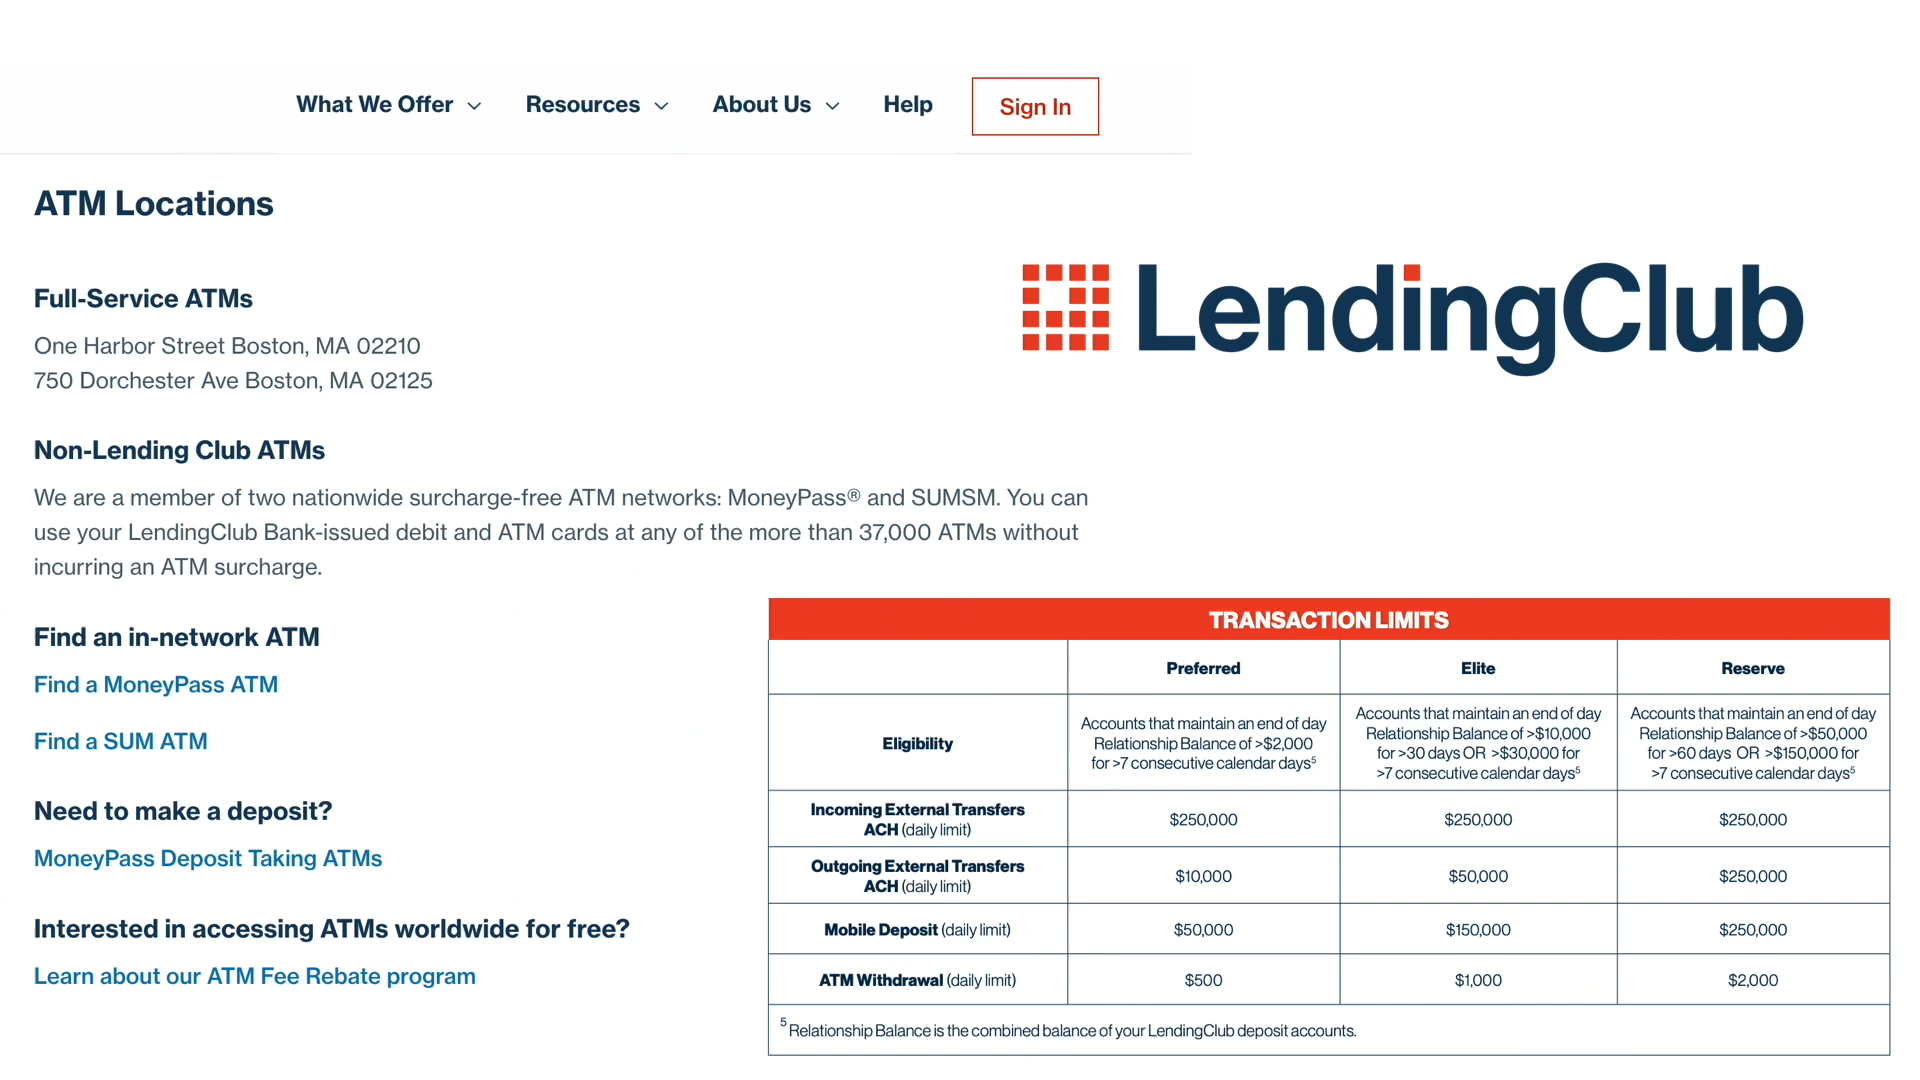 What We Offer
Resources
About Us
Help
Sign In
ATM Locations
Full-Service ATMs
One Harbor Street Boston, MA 02210
750 Dorchester Ave Boston, MA 02125
LendingClub
Non-Lending Club ATMs
We are a member of two nationwide surcharge-free ATM networks: MoneyPass® and SUMSM. You can
use your LendingClub Bank-issued debit and ATM cards at any of the more than 37,000 ATMs without
incurring an ATM surcharge.
Find an in-network ATM
Find a MoneyPass ATM
Find a SUM ATM
Need to make a deposit?
MoneyPass Deposit Taking ATMs
Interested in accessing ATMs worldwide for free?
Learn about our ATM Fee Rebate program
TRANSACTION LIMITS
Preferred
Elite
Reserve
Eligibility
Accounts that maintain an end of day
Relationship Balance of >$2,000
for >7 consecutive calendar days⁵
Accounts that maintain an end of day
Relationship Balance of >$10,000
for >30 days OR >$30,000 for
>7 consecutive calendar days⁵
Accounts that maintain an end of day
Relationship Balance of >$50,000
for >60 days OR >$150,000 for
>7 consecutive calendar days⁵
Incoming External Transfers
ACH (daily limit)
$250,000
$250,000
$250,000
Outgoing External Transfers
ACH (daily limit)
$10,000
$50,000
$250,000
Mobile Deposit (daily limit)
$50,000
$150,000
$250,000
ATM Withdrawal (daily limit)
$500
$1,000
$2,000
⁵ Relationship Balance is the combined balance of your LendingClub deposit accounts.